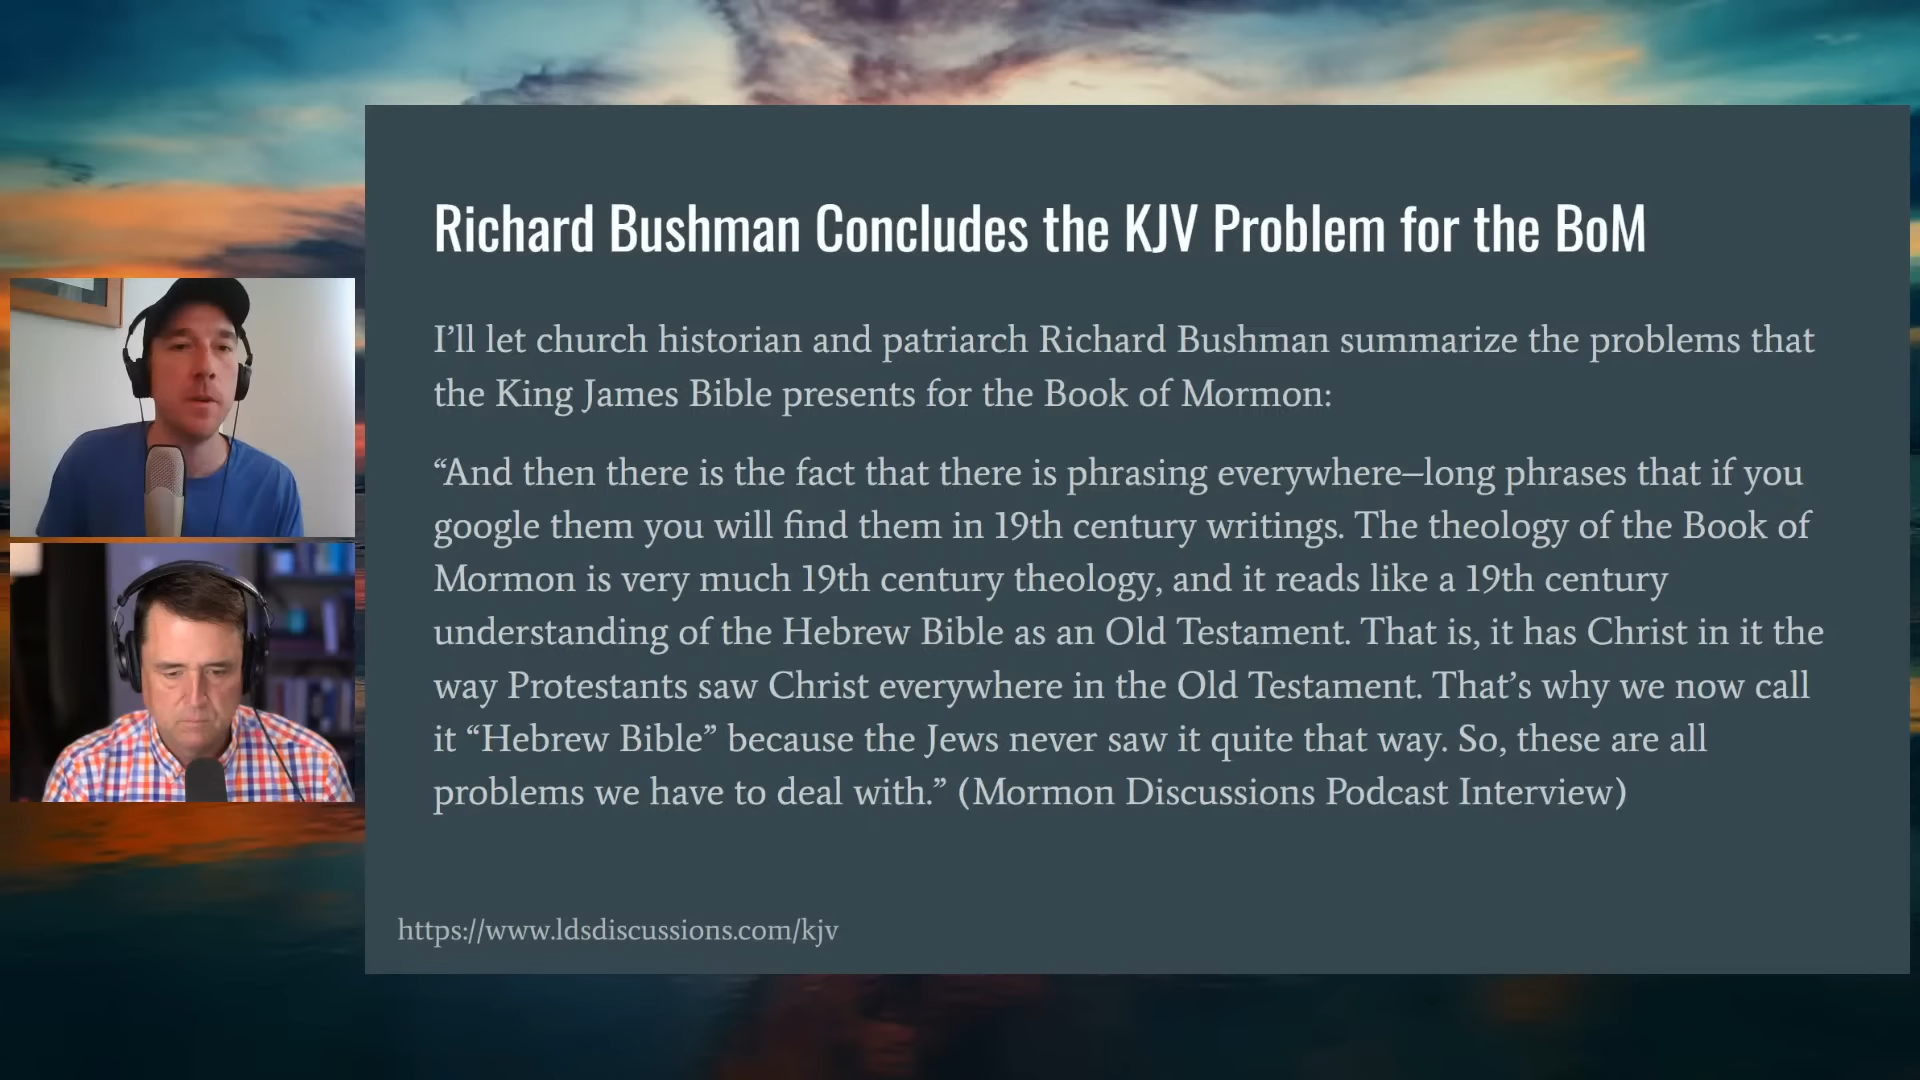 Richard Bushman Concludes the KJV Problem for the BoM
I’ll let church historian and patriarch Richard Bushman summarize the problems that
the King James Bible presents for the Book of Mormon:
“And then there is the fact that there is phrasing everywhere—long phrases that if you
google them you will find them in 19th century writings. The theology of the Book of
Mormon is very much 19th century theology, and it reads like a 19th century
understanding of the Hebrew Bible as an Old Testament. That is, it has Christ in it the
way Protestants saw Christ everywhere in the Old Testament. That’s why we now call
it “Hebrew Bible” because the Jews never saw it quite that way. So, these are all
problems we have to deal with.” (Mormon Discussions Podcast Interview)
https://www.ldsdiscussions.com/kjv